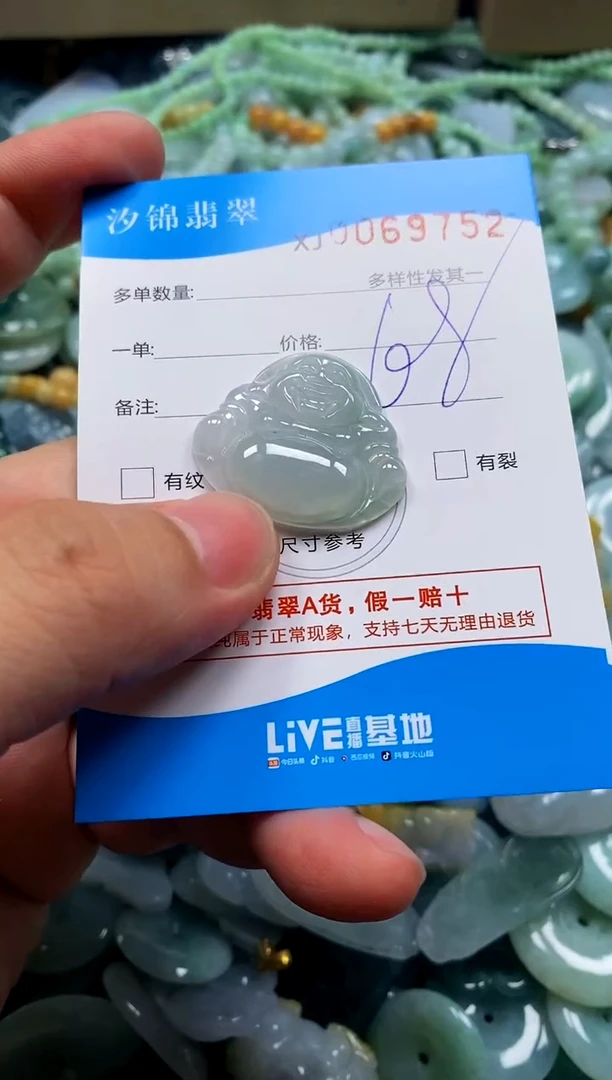 汐锦翡翠
XJ0069752
多单数量:
多样性发其一
一单: 价格: 68
备注:
有纹 有裂
尺寸参考
翡翠A货，假一赔十
纯属于正常现象，支持七天无理由退货
LiVE直播基地
今日头条 抖音 西瓜视频 抖音火山版